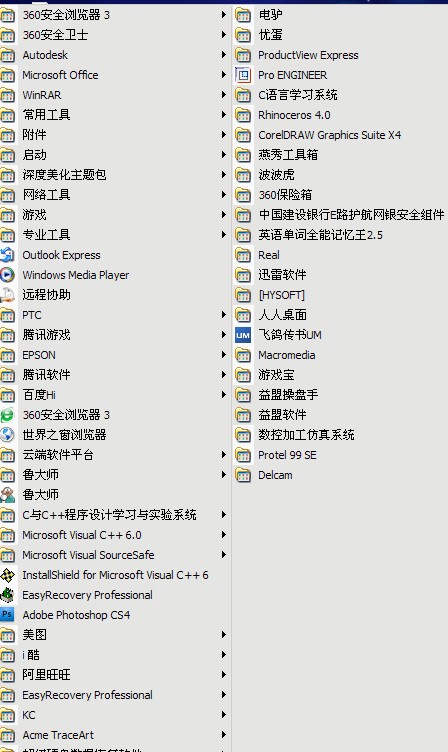 360安全浏览器 3
360安全卫士
Autodesk
Microsoft Office
WinRAR
常用工具
附件
启动
深度美化主题包
网络工具
游戏
专业工具
Outlook Express
Windows Media Player
远程协助
PTC
腾讯游戏
EPSON
腾讯软件
百度Hi
360安全浏览器 3
世界之窗浏览器
云端软件平台
鲁大师
鲁大师
C与C++程序设计学习与实验系统
Microsoft Visual C++ 6.0
Microsoft Visual SourceSafe
InstallShield for Microsoft Visual C++ 6
EasyRecovery Professional
Adobe Photoshop CS4
美图
i 酷
阿里旺旺
EasyRecovery Professional
KC
Acme TraceArt
电驴
优蛋
ProductView Express
Pro ENGINEER
C语言学习系统
Rhinoceros 4.0
CorelDRAW Graphics Suite X4
燕秀工具箱
波波虎
360保险箱
中国建设银行E路护航网银安全组件
英语单词全能记忆王2.5
Real
迅雷软件
[HYSOFT]
人人桌面
飞鸽传书UM
Macromedia
游戏宝
益盟操盘手
益盟软件
数控加工仿真系统
Protel 99 SE
Delcam